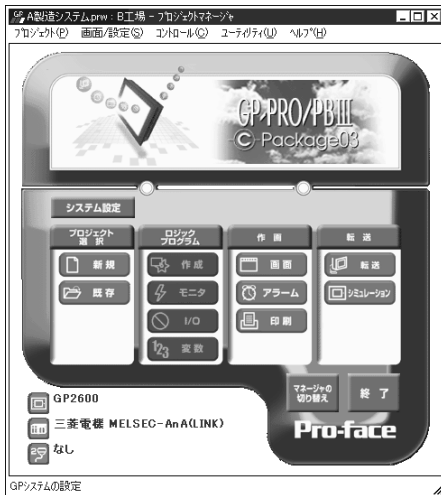 A製造システム.prw : B工場 - プロジェクトマネージャ
プロジェクト(P) 画面/設定(S) コントロール(C) ユーティリティ(U) ヘルプ(H)
GP-PRO/PBIII
C-Package03
システム設定
プロジェクト選択
ロジックプログラム
作画
転送
新規
作成
画面
転送
既存
モニタ
アラーム
シミュレーション
I/O
印刷
123 変数
マネージャの切り替え
終了
GP2600
三菱電機 MELSEC-AnA(LINK)
なし
Pro-face
GPシステムの設定